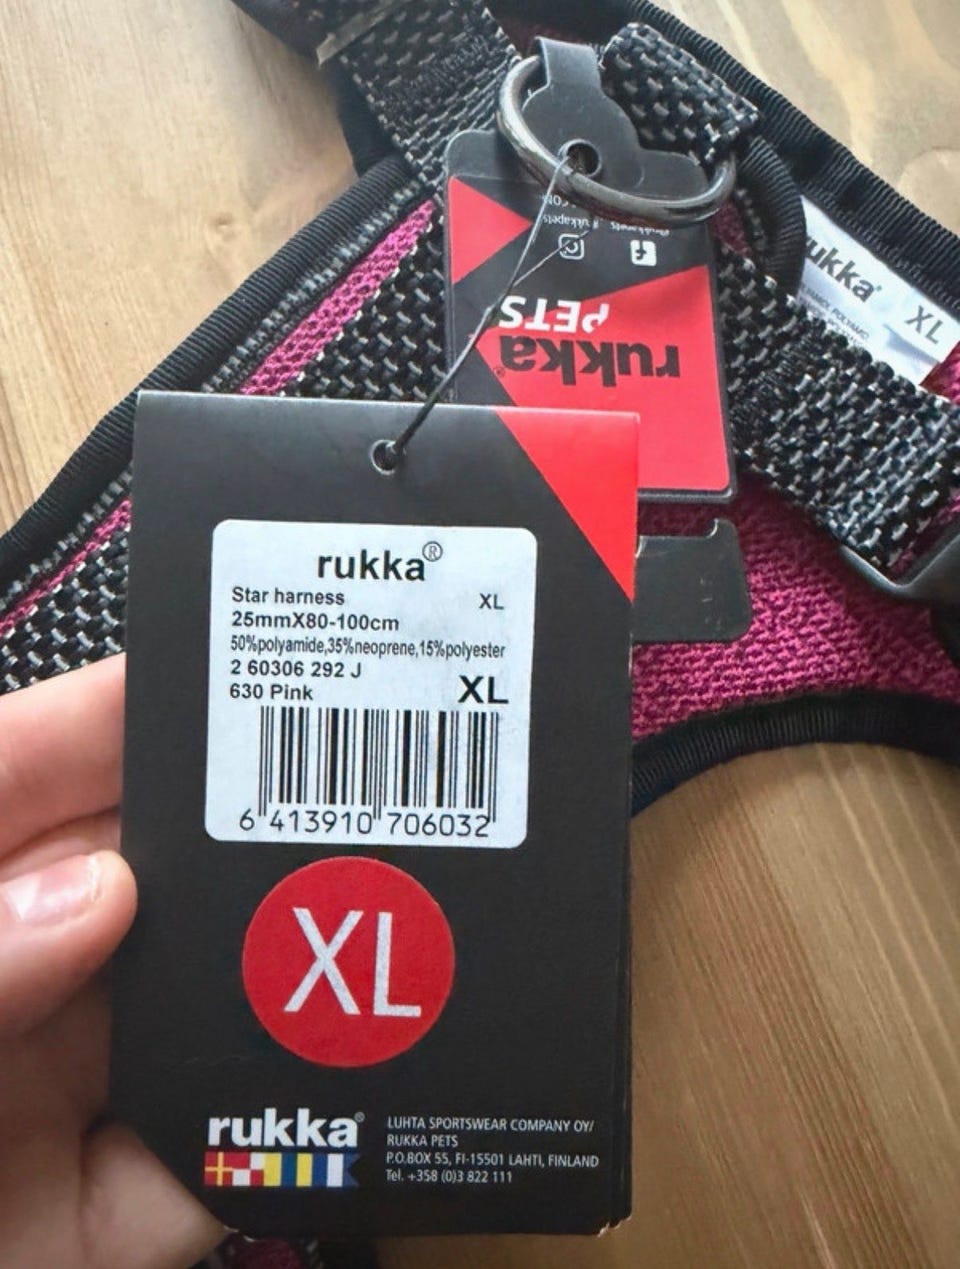 rukka®
XL
rukka®
PETS
rukka®
Star harness XL
25mmX80-100cm
50%polyamide,35%neoprene,15%polyester
2 60306 292 J
630 Pink XL
6 413910 706032
XL
rukka®
LUHTA SPORTSWEAR COMPANY OY/
RUKKA PETS
P.O.BOX 55, FI-15501 LAHTI, FINLAND
Tel. +358 (0)3 822 111